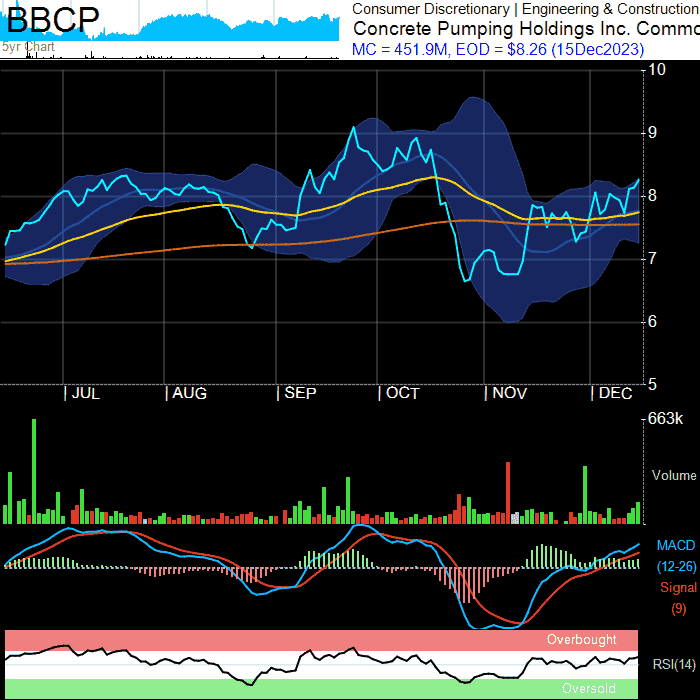 BBCP
5yr Chart
Consumer Discretionary | Engineering & Construction
Concrete Pumping Holdings Inc. Commo
MC = 451.9M, EOD = $8.26 (15Dec2023)
10
9
8
7
6
5
| JUL | AUG | SEP | OCT | NOV | DEC
663k
Volume
MACD
(12-26)
Signal
(9)
Overbought
RSI(14)
Oversold